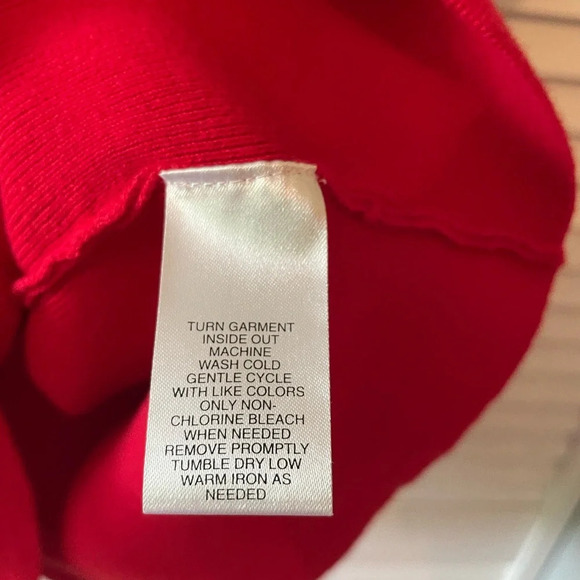 TURN GARMENT
INSIDE OUT
MACHINE
WASH COLD
GENTLE CYCLE
WITH LIKE COLORS
ONLY NON-
CHLORINE BLEACH
WHEN NEEDED
REMOVE PROMPTLY
TUMBLE DRY LOW
WARM IRON AS
NEEDED